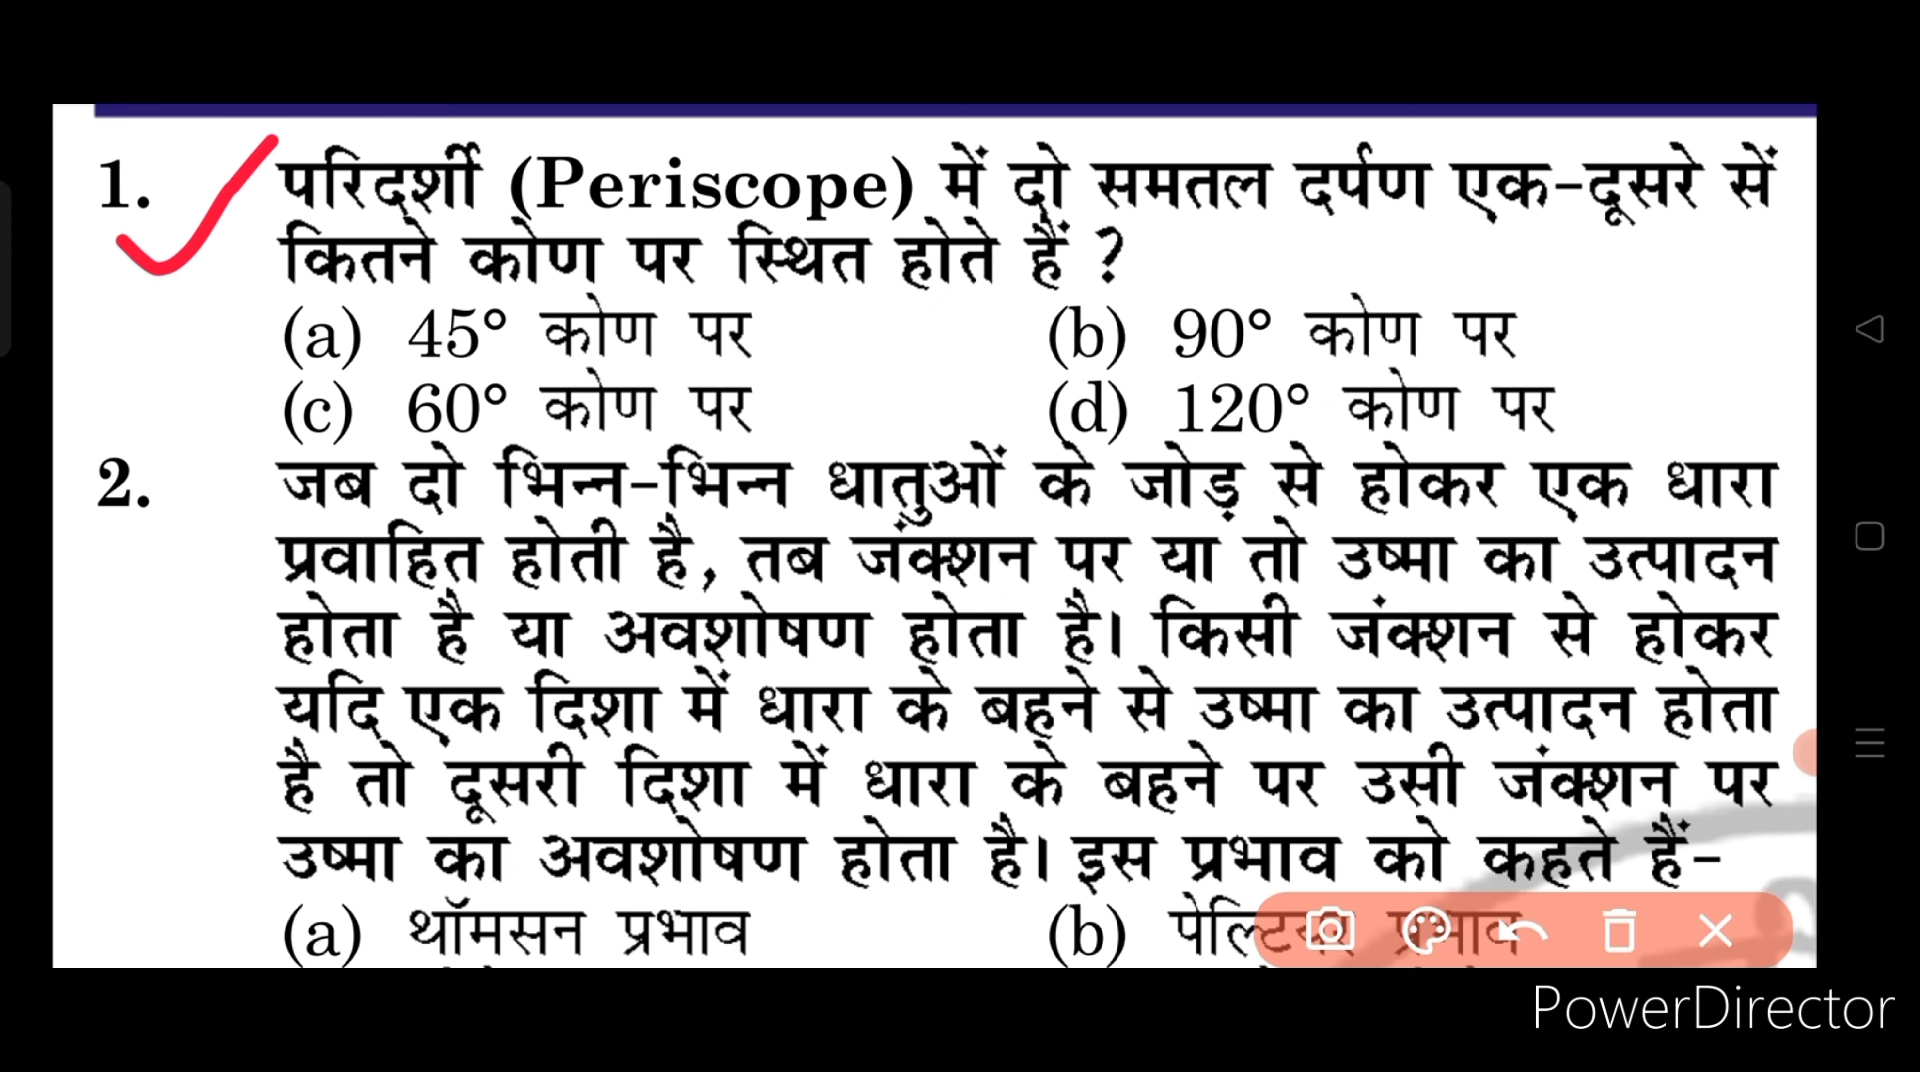 1. परिदर्शी (Periscope) में दो समतल दर्पण एक-दूसरे सें
कितने कोण पर स्थित होते हैं ?
(a) 45° कोण पर (b) 90° कोण पर
(c) 60° कोण पर (d) 120° कोण पर
2. जब दो भिन्न-भिन्न धातुओं के जोड़ से होकर एक धारा
प्रवाहित होती है, तब जंक्शन पर या तो उष्मा का उत्पादन
होता है या अवशोषण होता है। किसी जंक्शन से होकर
यदि एक दिशा में धारा के बहने से उष्मा का उत्पादन होता
है तो दूसरी दिशा में धारा के बहने पर उसी जंक्शन पर
उष्मा का अवशोषण होता है। इस प्रभाव को कहते हैं-
(a) थॉमसन प्रभाव (b) पेल्टियर प्रभाव
PowerDirector